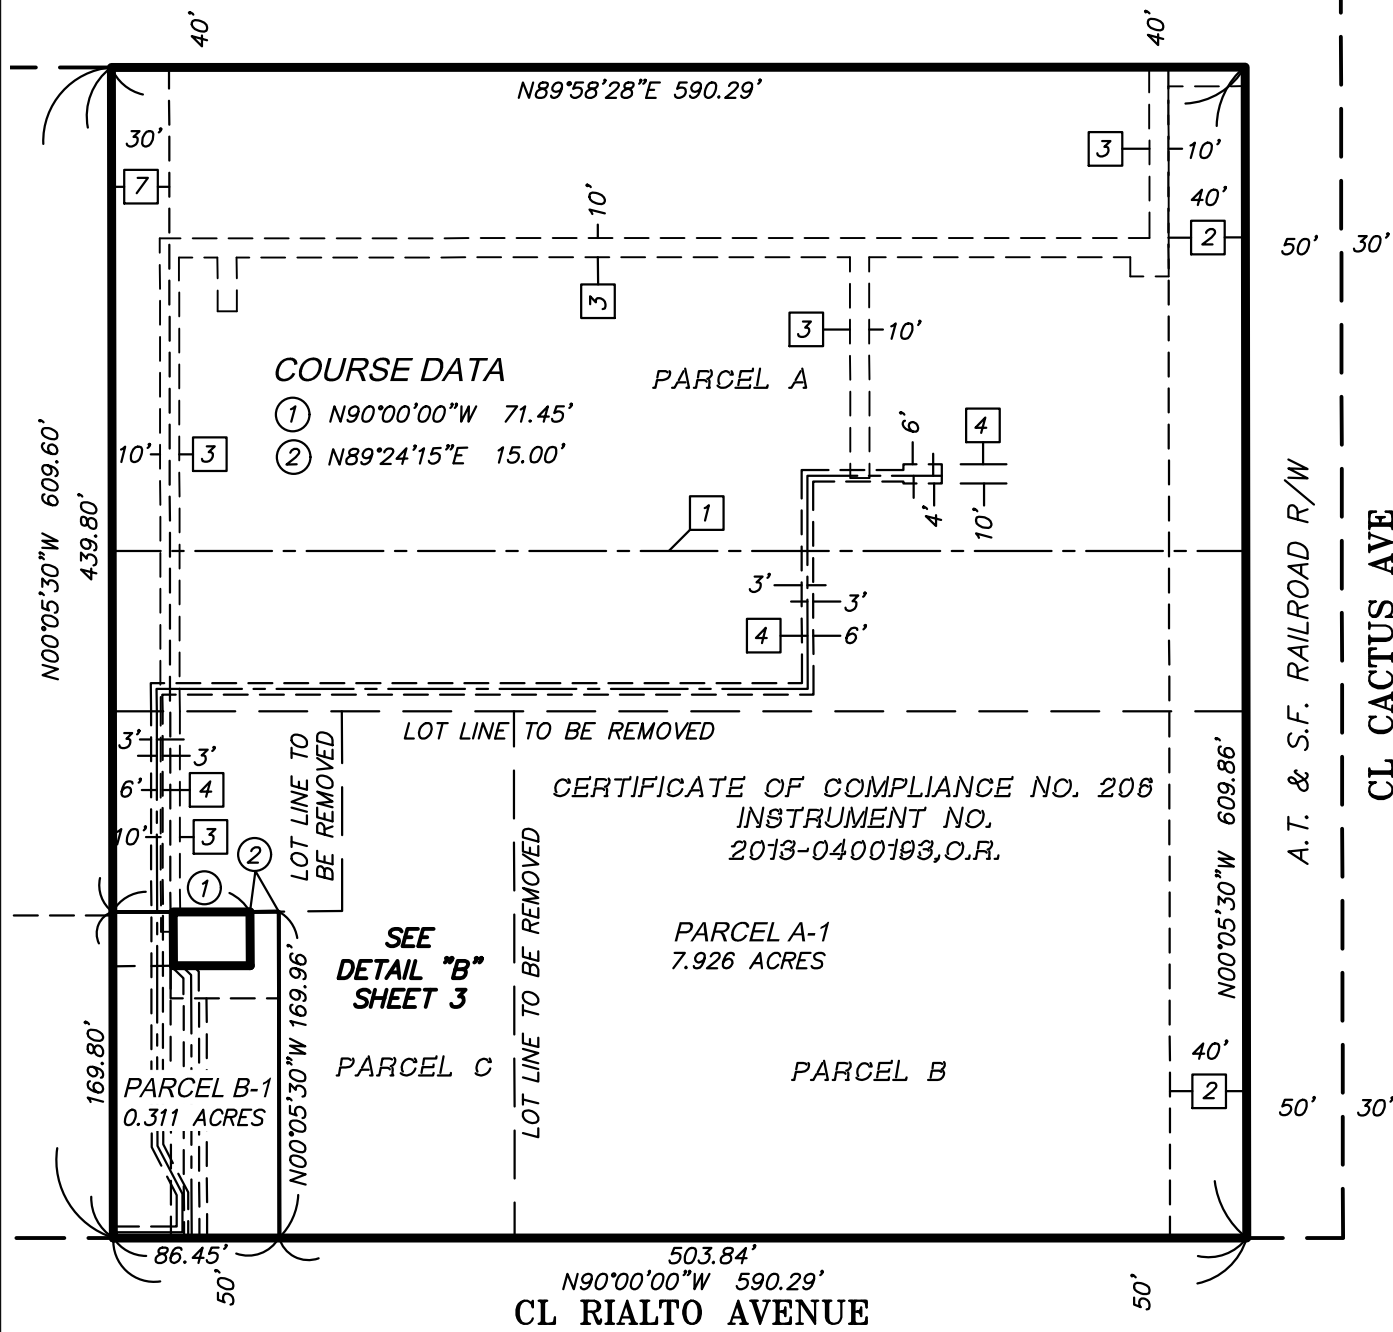 40'
40'
N89°58'28"E 590.29'
30'
3
10'
7
10'
40'
2
50'
30'
3
3
10'
COURSE DATA
PARCEL A
1 N90°00'00"W 71.45'
2 N89°24'15"E 15.00'
6'
4
10'
3
4'
10'
N00°05'30"W 609.60'
439.80'
1
A.T. & S.F. RAILROAD R/W
CL CACTUS AVE
3'
3'
4
6'
LOT LINE TO BE REMOVED
3'
3'
LOT LINE TO
BE REMOVED
6'
4
CERTIFICATE OF COMPLIANCE NO. 206
INSTRUMENT NO.
2013-0400193,O.R.
10'
3
2
1
N00°05'30"W 609.86'
LOT LINE TO BE REMOVED
SEE
DETAIL "B"
SHEET 3
PARCEL A-1
7.926 ACRES
N00°05'30"W 169.96'
169.80'
PARCEL C
PARCEL B
PARCEL B-1
0.311 ACRES
40'
2
50'
30'
86.45'
503.84'
50'
N90°00'00"W 590.29'
50'
CL RIALTO AVENUE